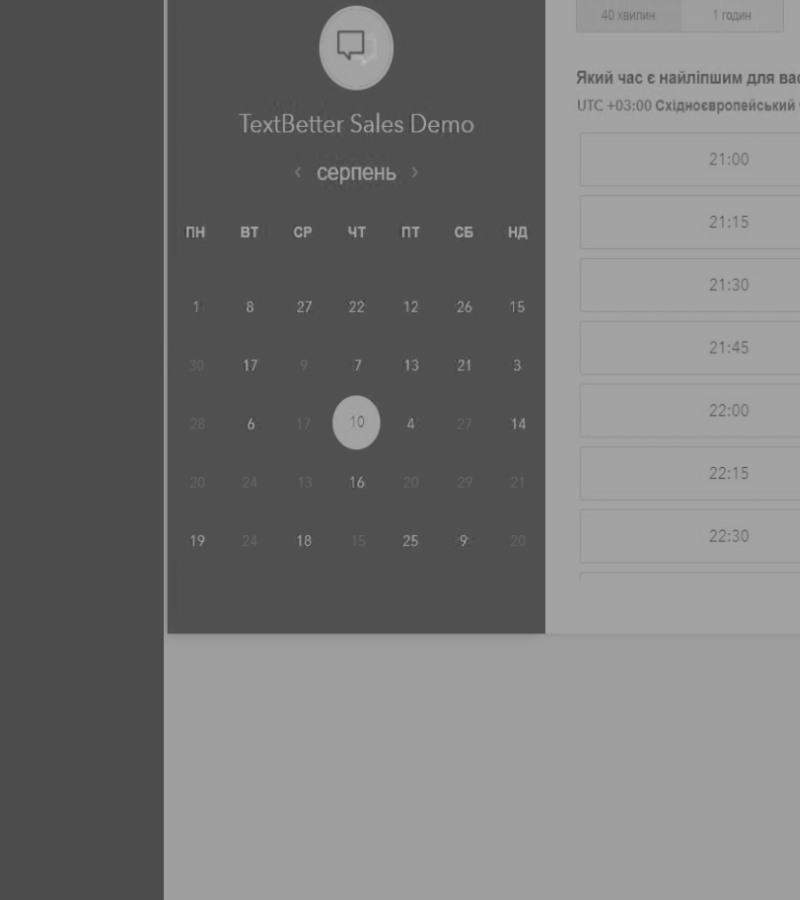 TextBetter Sales Demo
‹ серпень ›
ПН ВТ СР ЧТ ПТ СБ НД
1 8 27 22 12 26 15
30 17 9 7 13 21 3
28 6 17 10 4 27 14
20 24 13 16 20 29 21
19 24 18 15 25 9 20
40 хвилин 1 годин
Який час є найліпшим для вас
UTC +03:00 Східноєвропейський
21:00
21:15
21:30
21:45
22:00
22:15
22:30